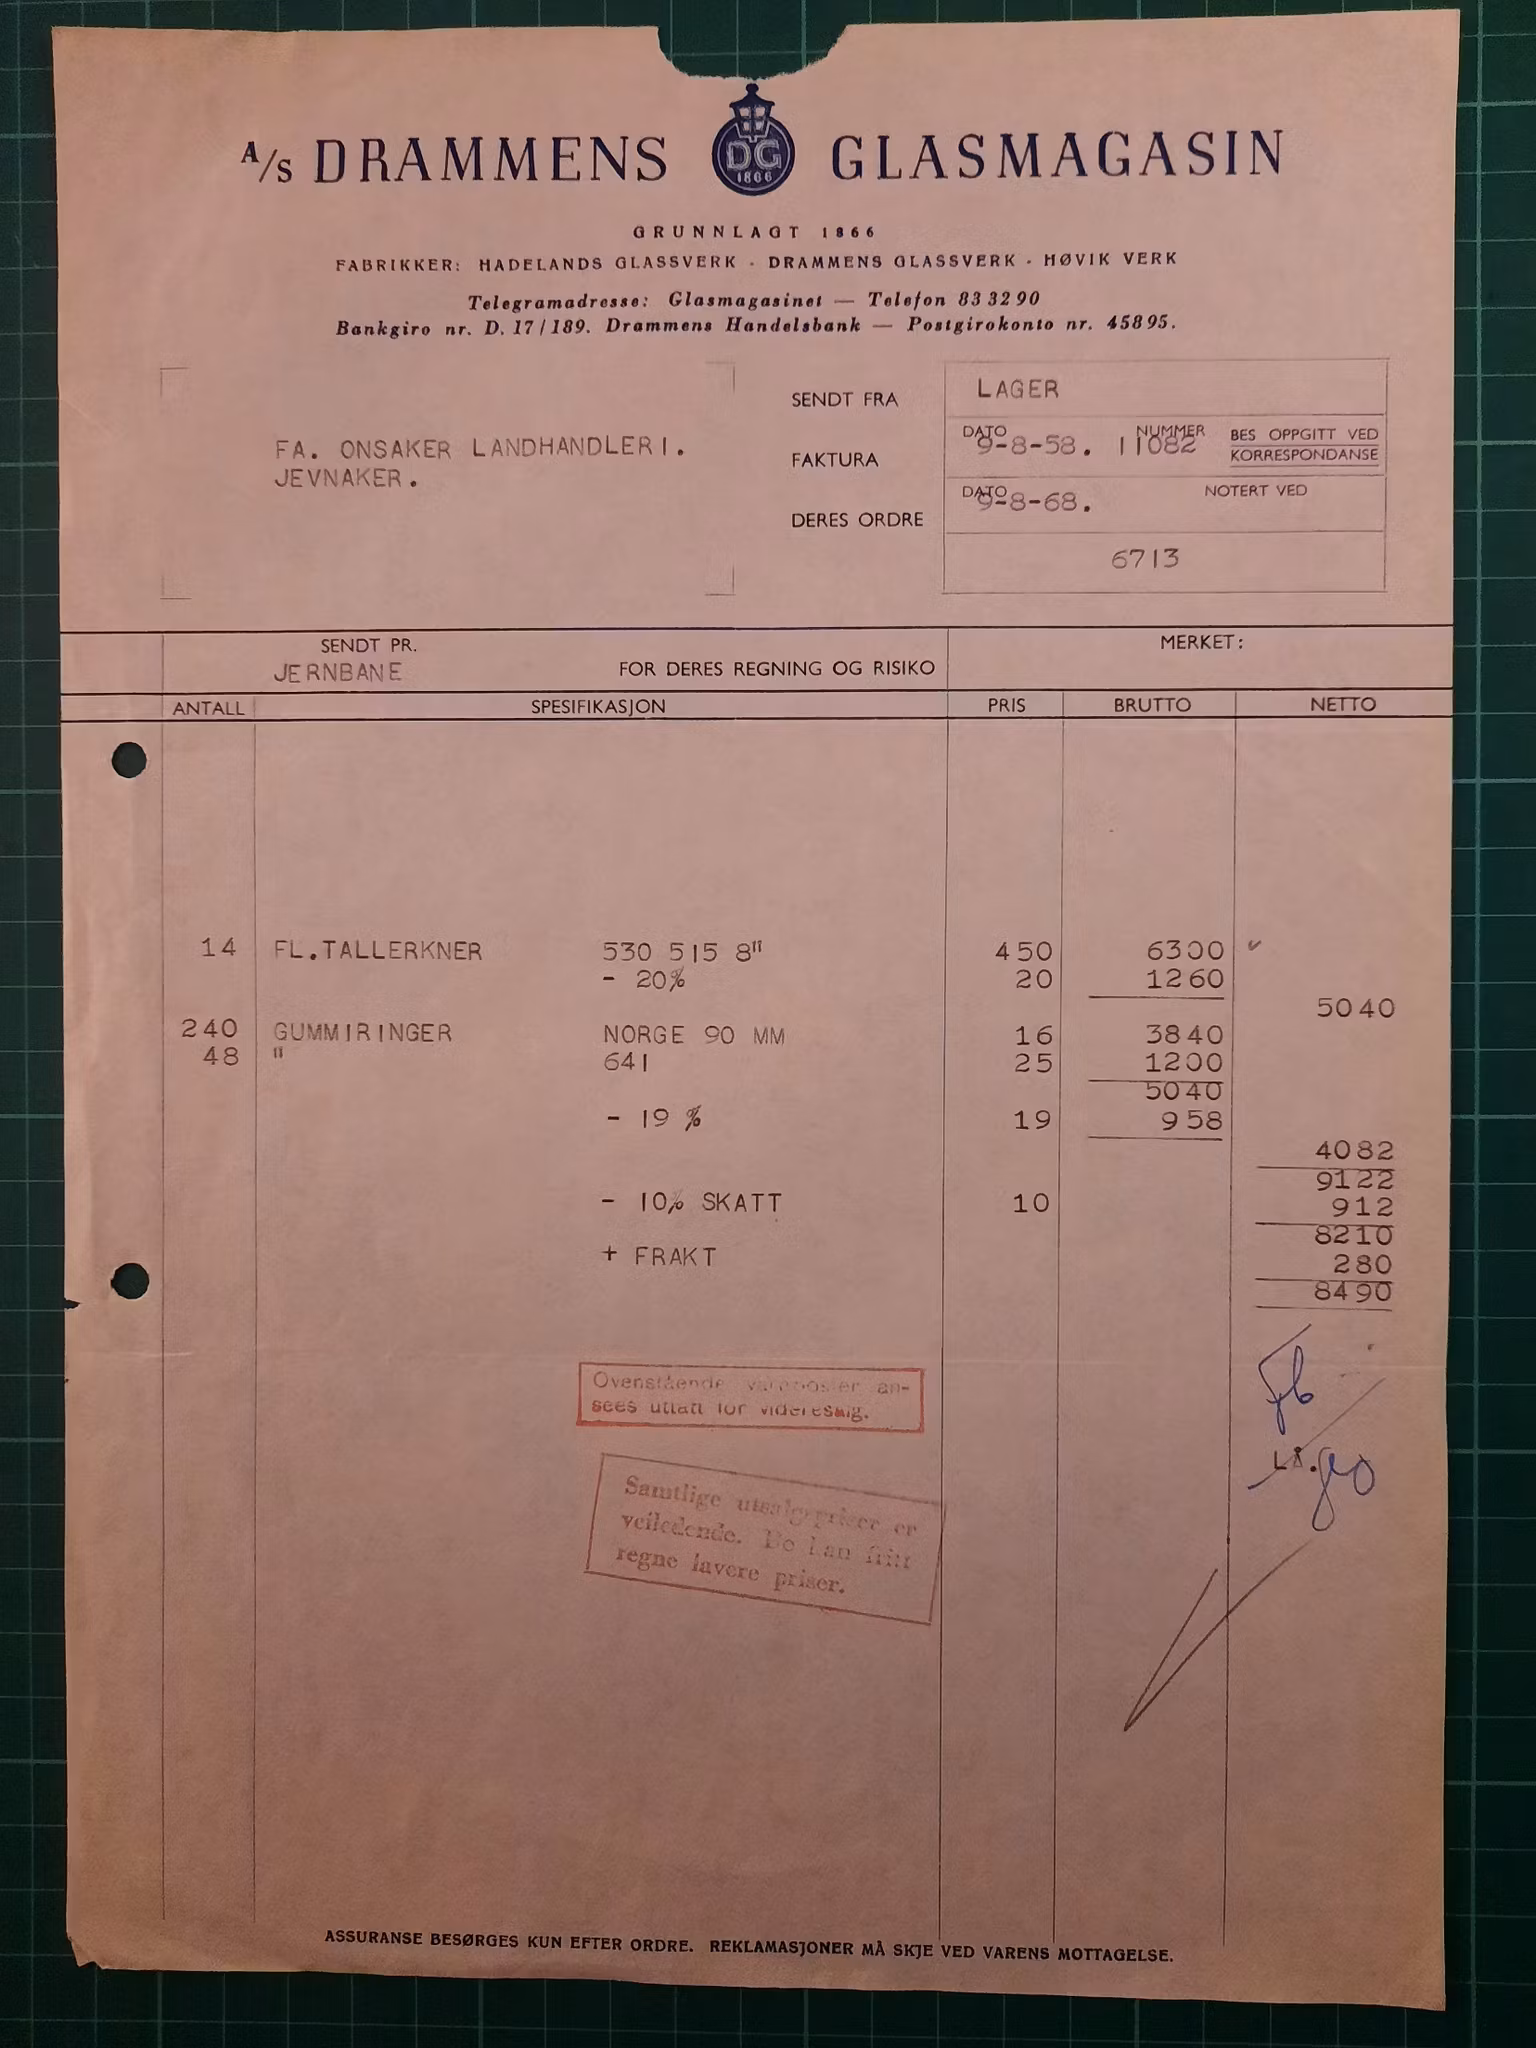 A/S DRAMMENS GLASMAGASIN
DG
1866
GRUNNLAGT 1866
FABRIKKER: HADELANDS GLASSVERK - DRAMMENS GLASSVERK - HØVIK VERK
Telegramadresse: Glasmagasinet — Telefon 83 32 90
Bankgiro nr. D. 17/189. Drammens Handelsbank — Postgirokonto nr. 45895.
FA. ONSAKER LANDHANDLERI.
JEVNAKER.
SENDT FRA LAGER
FAKTURA DATO 9-8-58. NUMMER 11082 BES OPPGITT VED KORRESPONDANSE
DERES ORDRE DATO 9-8-68. NOTERT VED
6713
SENDT PR. MERKET:
JERNBANE FOR DERES REGNING OG RISIKO
ANTALL SPESIFIKASJON PRIS BRUTTO NETTO
14 FL.TALLERKNER 530 515 8" 450 6300
- 20% 20 1260
5040
240 GUMMIRINGER NORGE 90 MM 16 3840
48 " 641 25 1200
5040
- 19 % 19 958
4082
9122
- 10% SKATT 10 912
8210
+ FRAKT 280
8490
Ovenstående vareposter an-
sees uttatt for videresalg.
LÅ.
Samtlige utsalgspriser er
veiledende. De kan fritt
regne lavere priser.
ASSURANSE BESØRGES KUN EFTER ORDRE. REKLAMASJONER MÅ SKJE VED VARENS MOTTAGELSE.